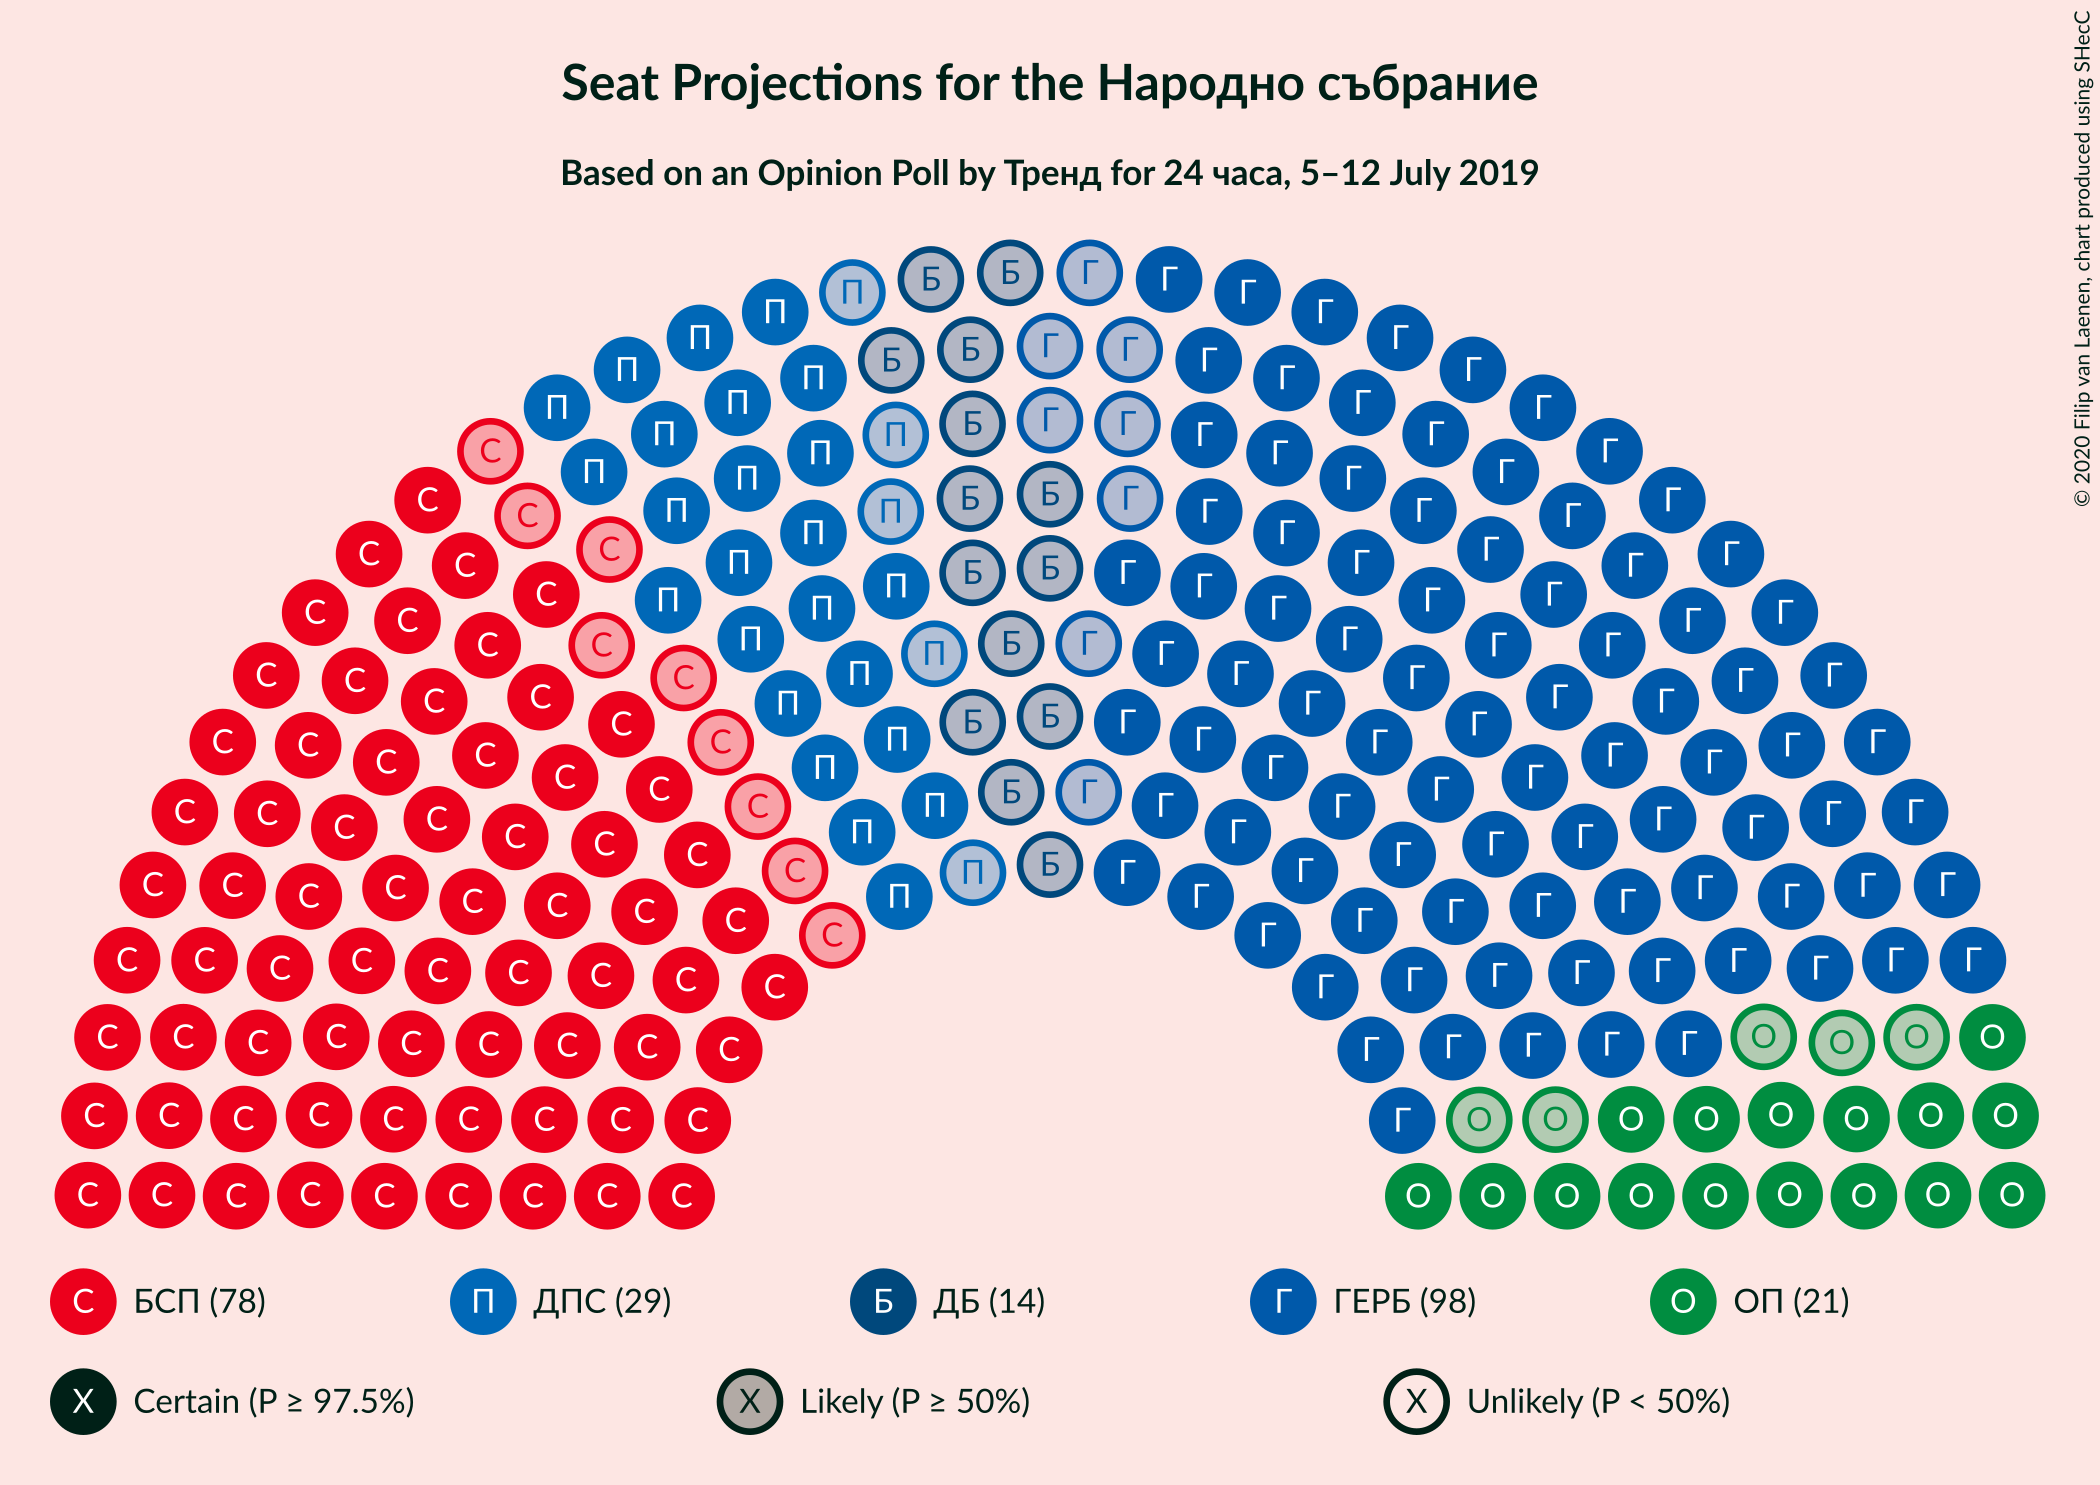 Seat Projections for the Народно събрание
Based on an Opinion Poll by Тренд for 24 часа, 5–12 July 2019
© 2020 Filip van Laenen, chart produced using SHecC
С БСП (78) П ДПС (29) Б ДБ (14) Г ГЕРБ (98) О ОП (21)
X Certain (P ≥ 97.5%) X Likely (P ≥ 50%) X Unlikely (P < 50%)